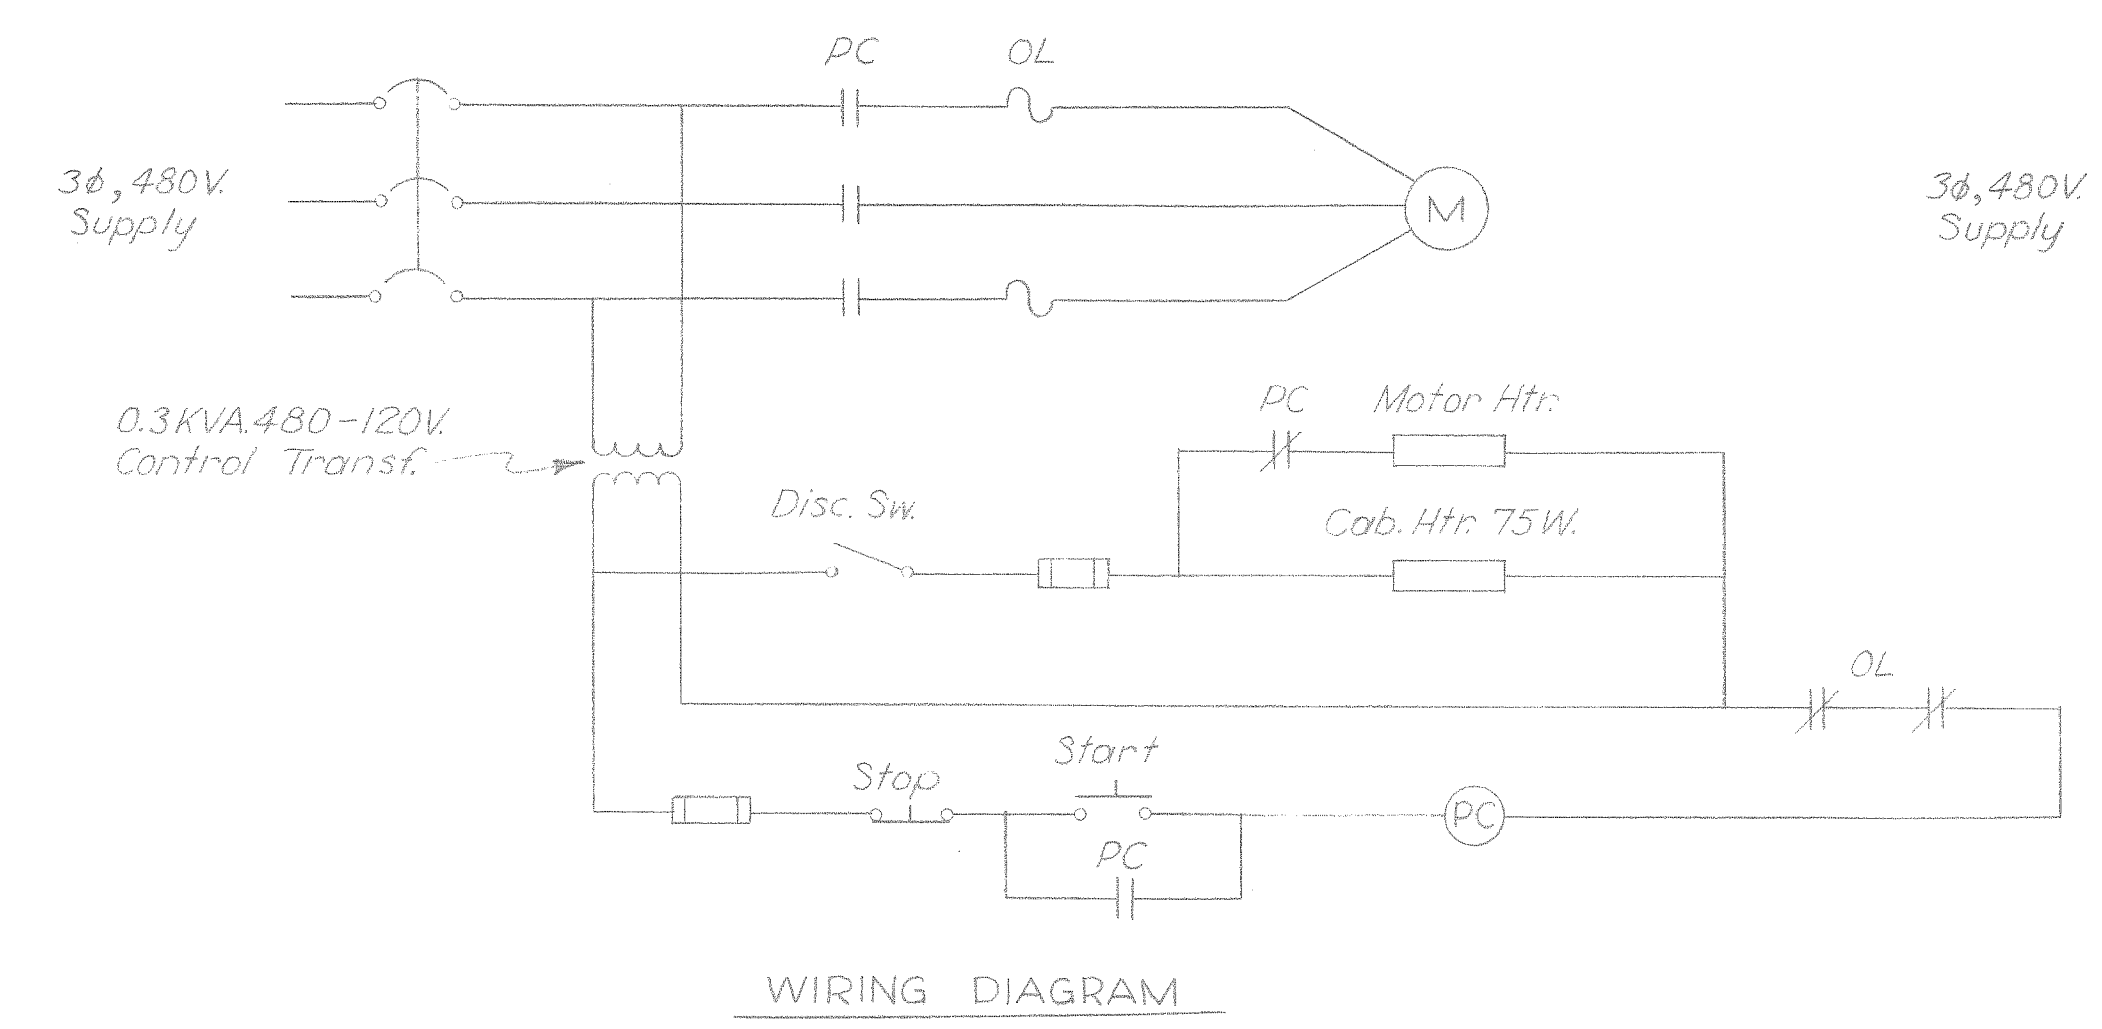 PC
OL
3ϕ, 480V.
Supply
M
3ϕ, 480V.
Supply
0.3 KVA. 480-120V.
Control Transf.
PC
Motor Htr.
Disc. Sw.
Cab. Htr. 75W.
OL
Stop
Start
PC
PC
WIRING DIAGRAM